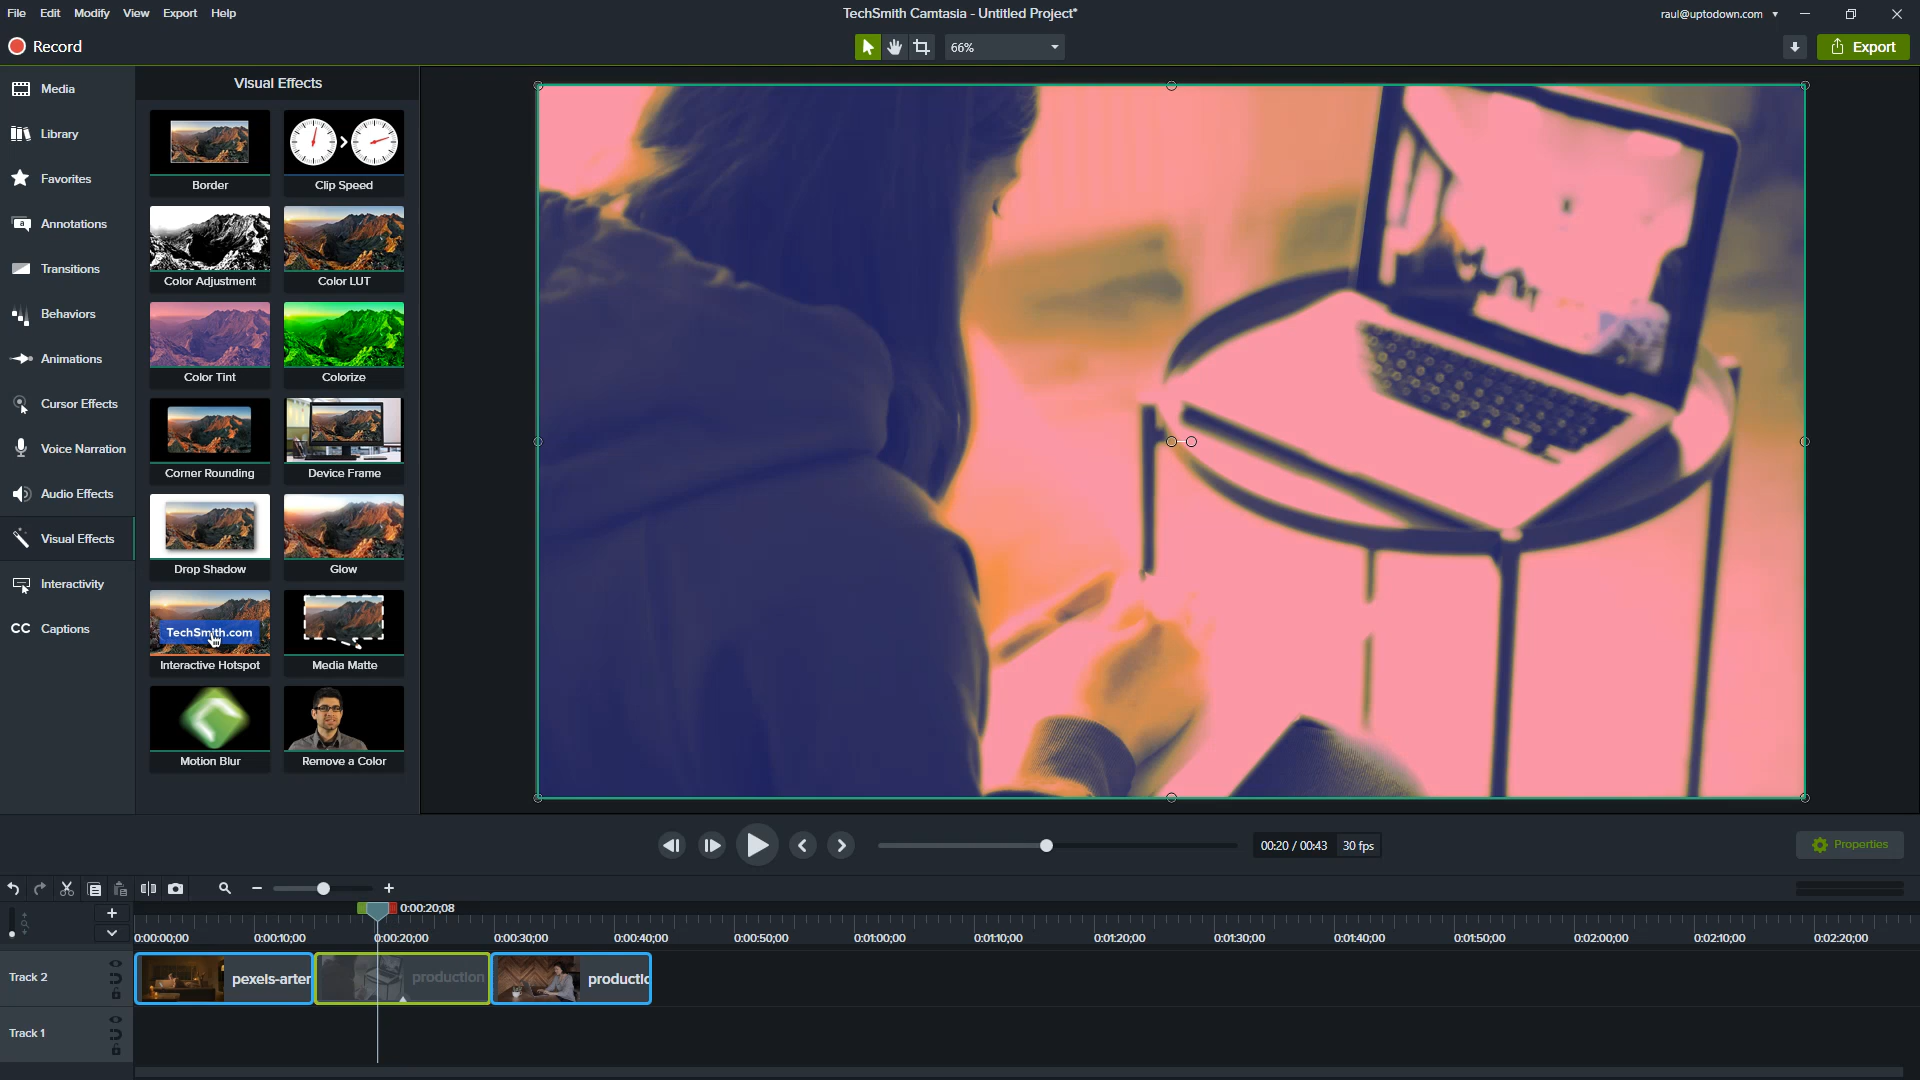 File Edit Modify View Export Help
TechSmith Camtasia - Untitled Project*
raul@uptodown.com
Record
66%
Export
Media
Library
Favorites
Annotations
Transitions
Behaviors
Animations
Cursor Effects
Voice Narration
Audio Effects
Visual Effects
Interactivity
CC Captions
Visual Effects
Border
Clip Speed
Color Adjustment
Color LUT
Color Tint
Colorize
Corner Rounding
Device Frame
Drop Shadow
Glow
TechSmith.com
Interactive Hotspot
Media Matte
Motion Blur
Remove a Color
00:20 / 00:43 30 fps
Properties
0:00:20;08
0:00:00;00 0:00:10;00 0:00:20;00 0:00:30;00 0:00:40;00 0:00:50;00 0:01:00;00 0:01:10;00 0:01:20;00 0:01:30;00 0:01:40;00 0:01:50;00 0:02:00;00 0:02:10;00 0:02:20;00
Track 2
pexels-arter
production
productic
Track 1